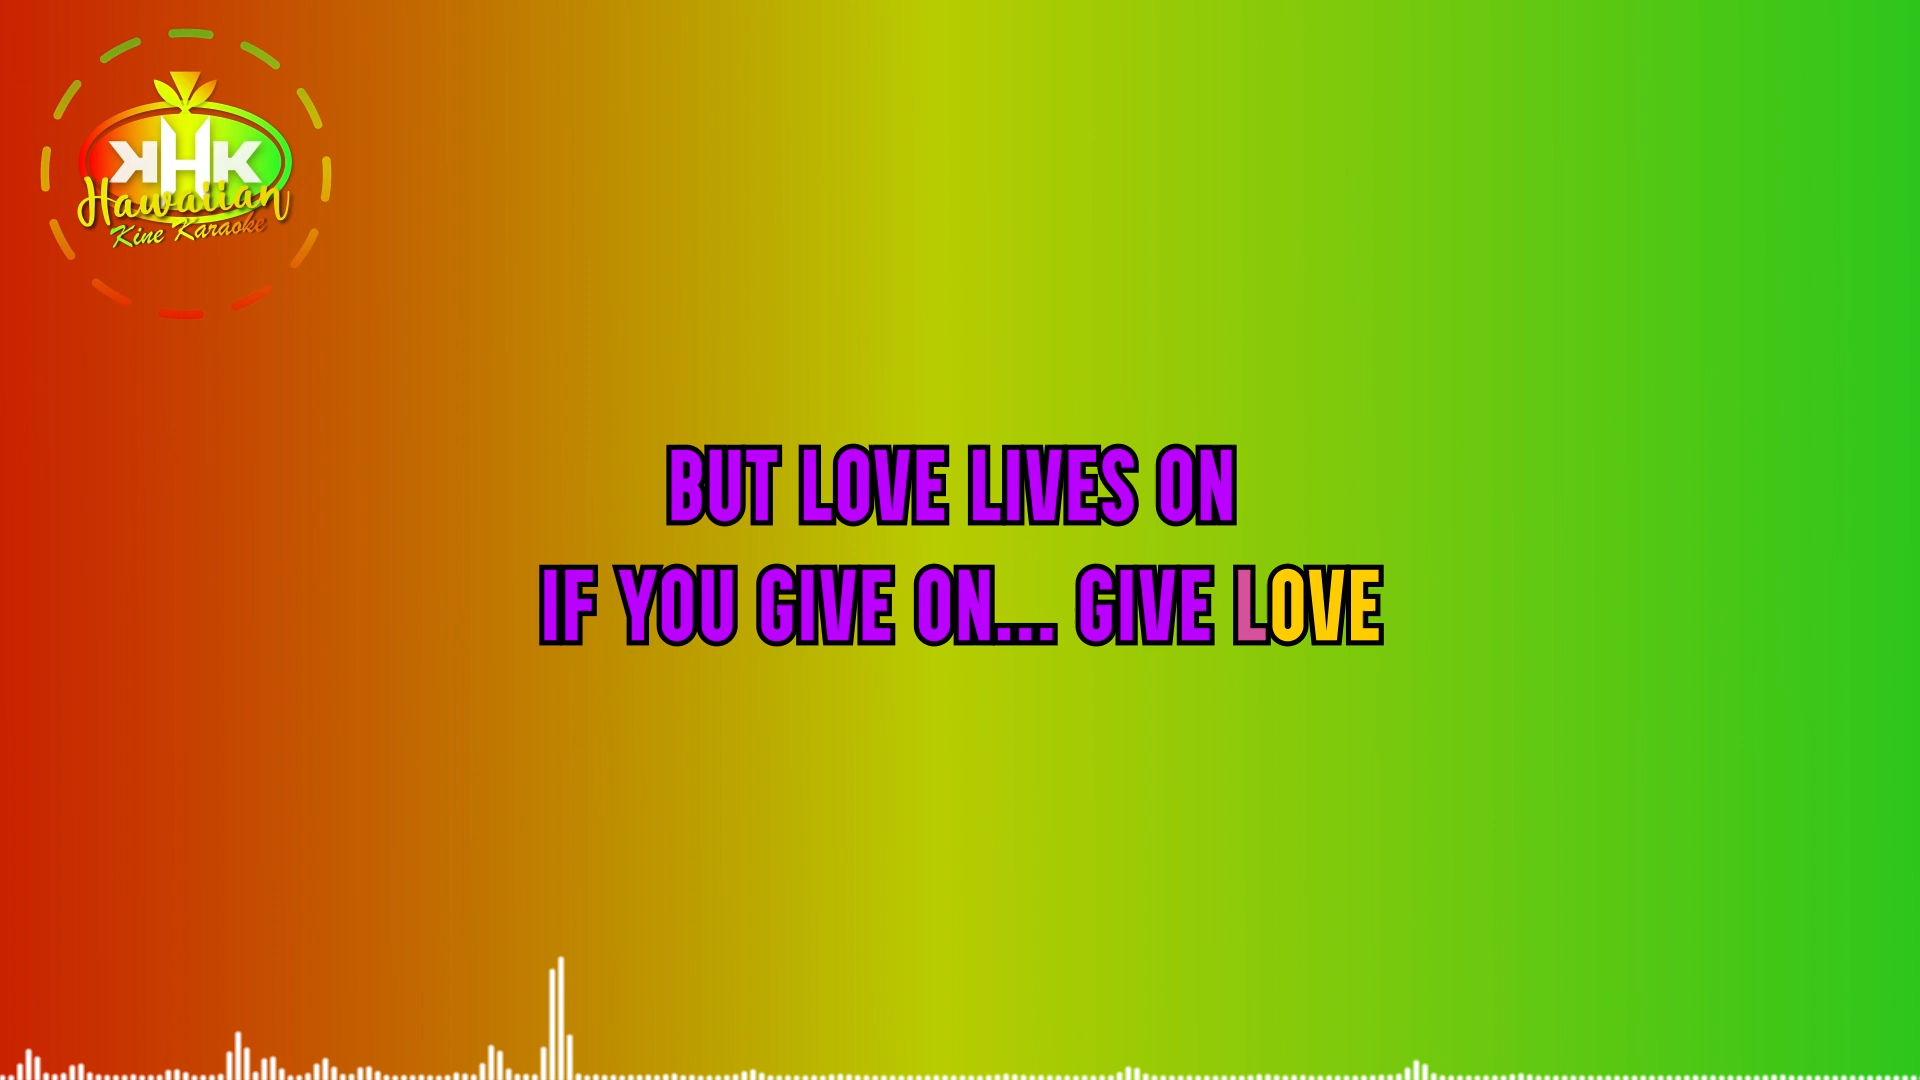 KHK
Hawaiian
Kine Karaoke
BUT LOVE LIVES ON
IF YOU GIVE ON... GIVE LOVE